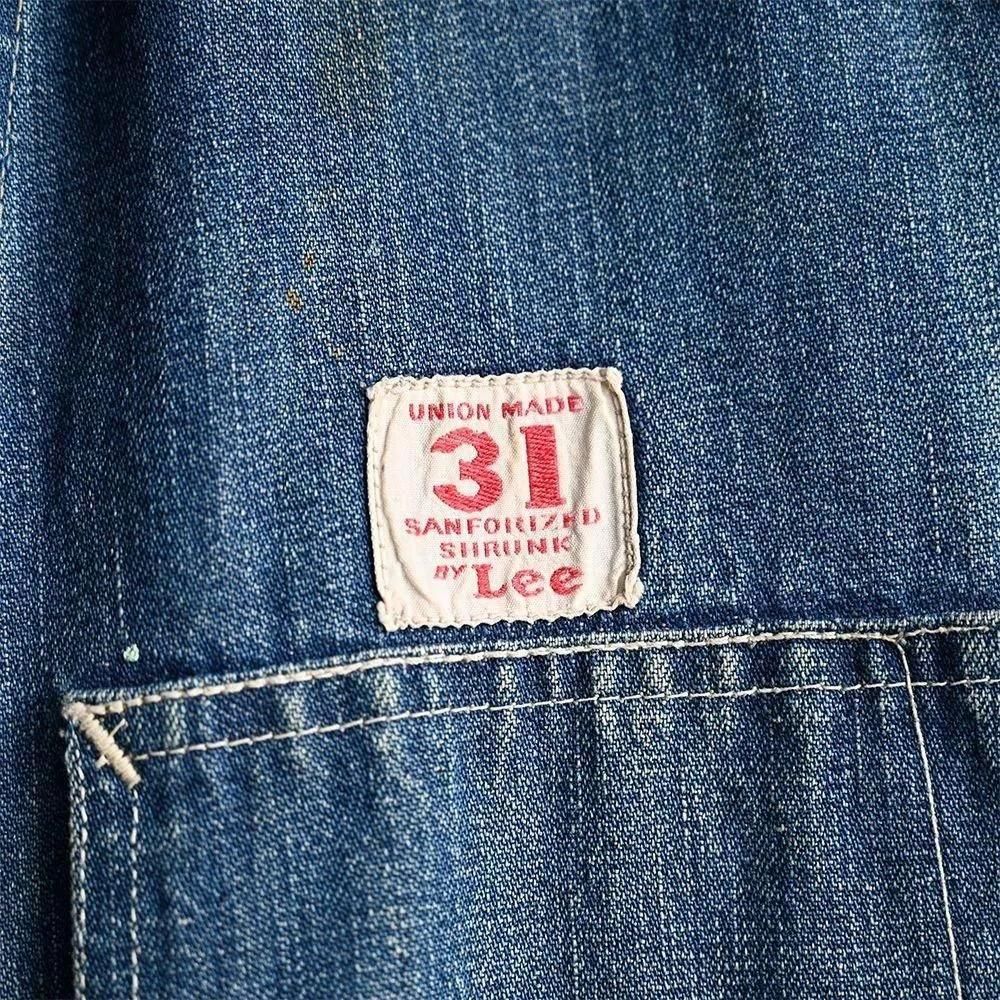 UNION MADE
31
SANFORIZED
SHRUNK
BY Lee